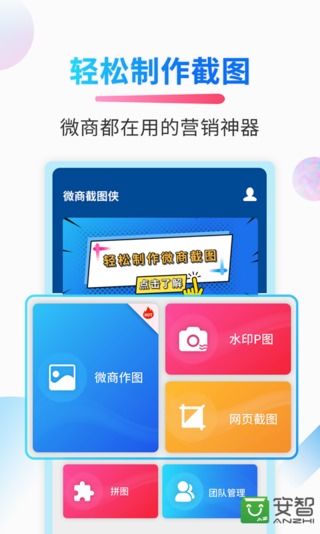 轻松制作截图
微商都在用的营销神器
微商截图侠
轻松制作微商截图
点击了解
HOT
微商作图
水印P图
网页截图
拼图
团队管理
安智
ANZHI